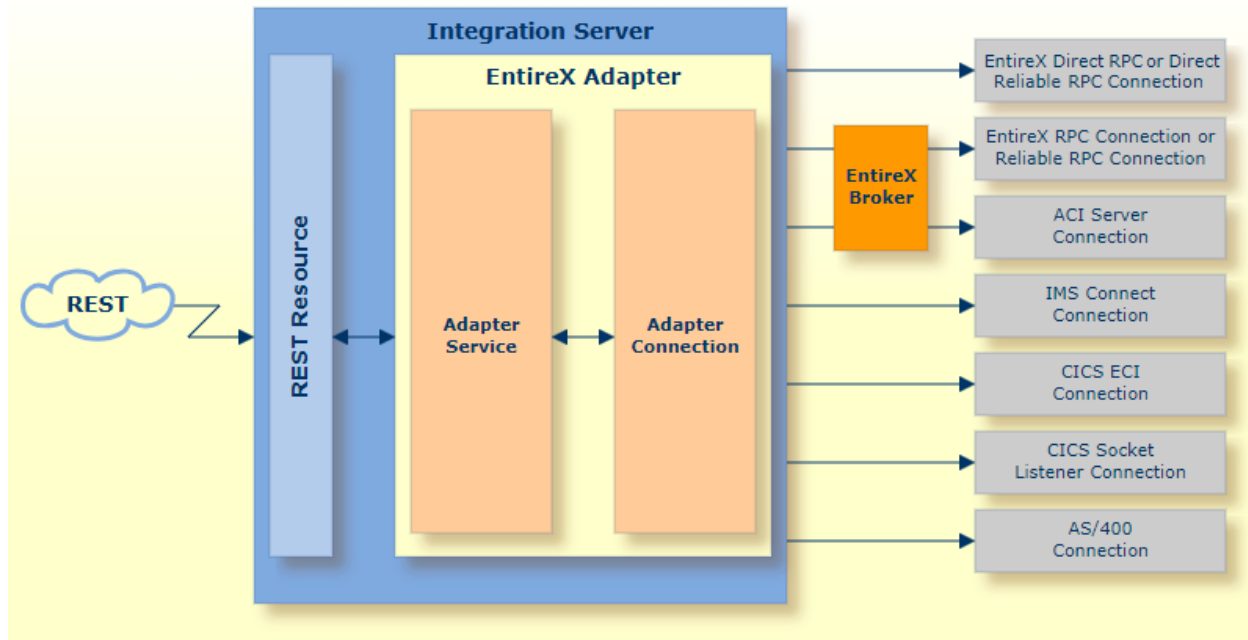 Integration Server
EntireX Adapter
REST
REST Resource
Adapter
Service
Adapter
Connection
EntireX
Broker
EntireX Direct RPC or Direct
Reliable RPC Connection
EntireX RPC Connection or
Reliable RPC Connection
ACI Server
Connection
IMS Connect
Connection
CICS ECI
Connection
CICS Socket
Listener Connection
AS/400
Connection